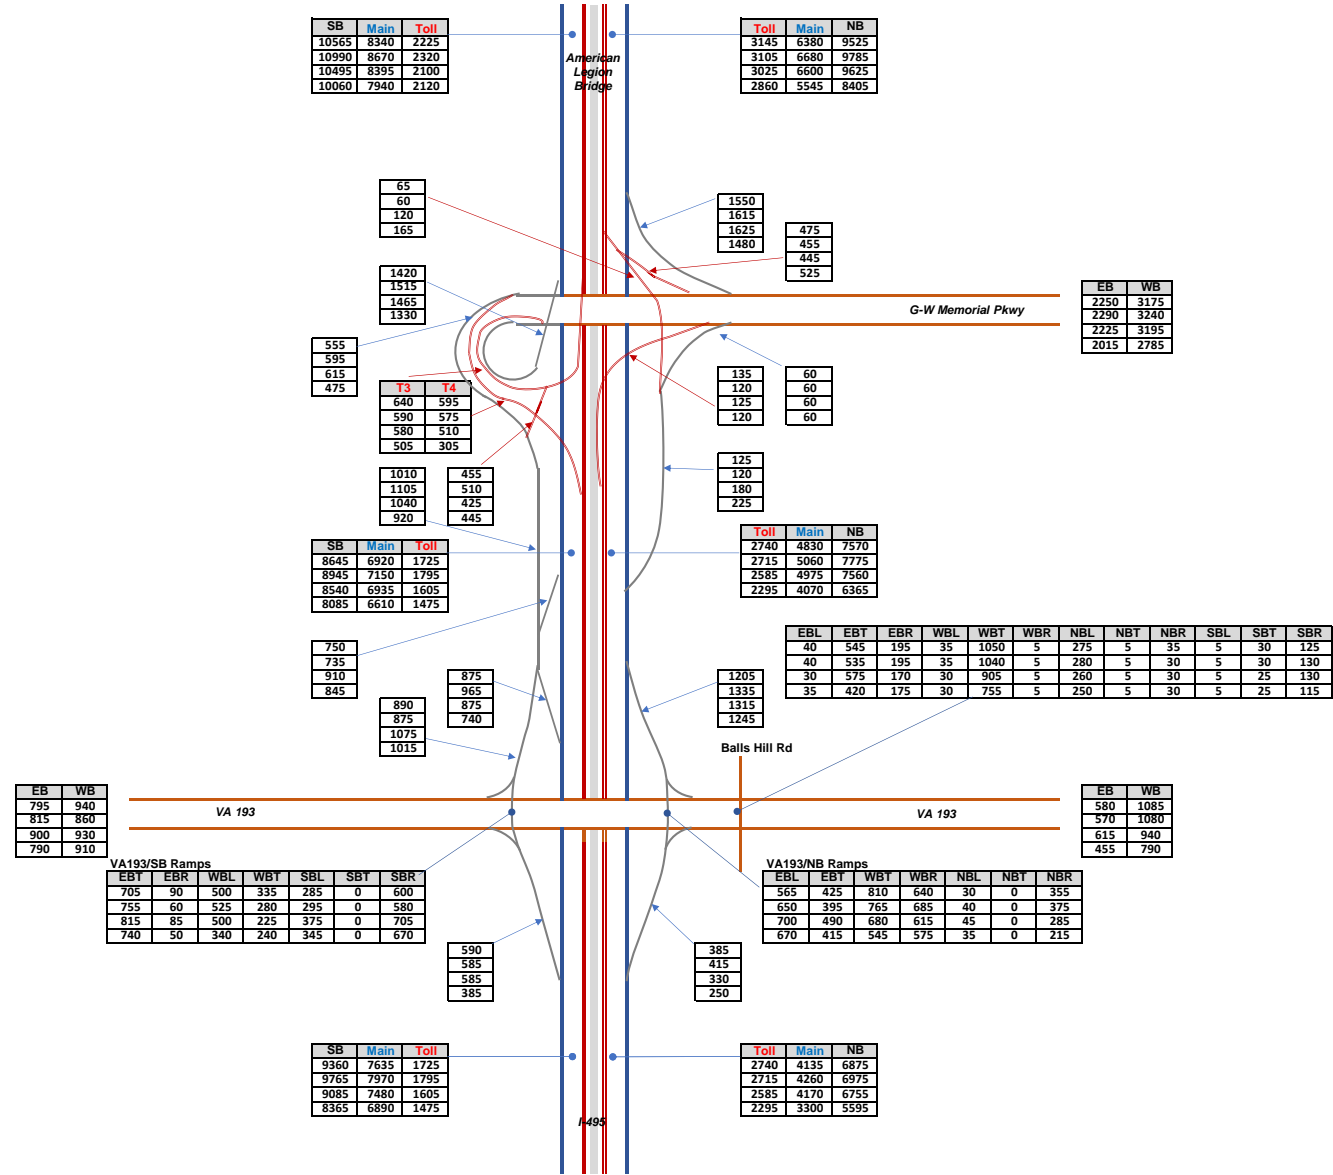 SB Main Toll
10565 8340 2225
10990 8670 2320
10495 8395 2100
10060 7940 2120
American
Legion
Bridge
Toll Main NB
3145 6380 9525
3105 6680 9785
3025 6600 9625
2860 5545 8405
65
60
120
165
1550
1615
1625
1480
475
455
445
525
1420
1515
1465
1330
EB WB
2250 3175
2290 3240
2225 3195
2015 2785
G-W Memorial Pkwy
555
595
615
475
T3 T4
640 595
590 575
580 510
505 305
135
120
125
120
60
60
60
60
1010
1105
1040
920
455
510
425
445
125
120
180
225
SB Main Toll
8645 6920 1725
8945 7150 1795
8540 6935 1605
8085 6610 1475
Toll Main NB
2740 4830 7570
2715 5060 7775
2585 4975 7560
2295 4070 6365
750
735
910
845
EBL EBT EBR WBL WBT WBR NBL NBT NBR SBL SBT SBR
40 545 195 35 1050 5 275 5 35 5 30 125
40 535 195 35 1040 5 280 5 30 5 30 130
30 575 170 30 905 5 260 5 30 5 25 130
35 420 175 30 755 5 250 5 30 5 25 115
890
875
1075
1015
875
965
875
740
1205
1335
1315
1245
Balls Hill Rd
EB WB
795 940
815 860
900 930
790 910
VA 193
VA 193
EB WB
580 1085
570 1080
615 940
455 790
VA193/SB Ramps
EBT EBR WBL WBT SBL SBT SBR
705 90 500 335 285 0 600
755 60 525 280 295 0 580
815 85 500 225 375 0 705
740 50 340 240 345 0 670
VA193/NB Ramps
EBL EBT WBT WBR NBL NBT NBR
565 425 810 640 30 0 355
650 395 765 685 40 0 375
700 490 680 615 45 0 285
670 415 545 575 35 0 215
590
585
585
385
385
415
330
250
SB Main Toll
9360 7635 1725
9765 7970 1795
9085 7480 1605
8365 6890 1475
Toll Main NB
2740 4135 6875
2715 4260 6975
2585 4170 6755
2295 3300 5595
I-495